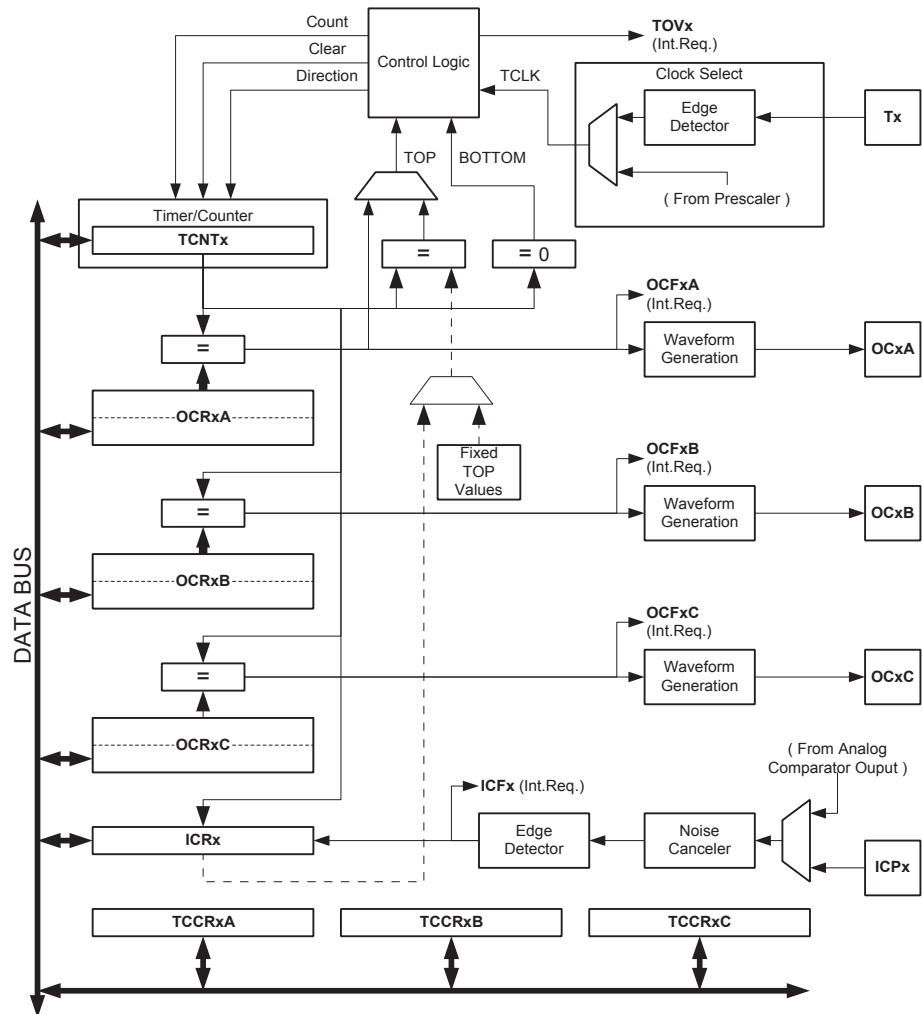 Count
Clear
Direction
Control Logic
TOVx
(Int.Req.)
TCLK
Clock Select
Edge
Detector
Tx
( From Prescaler )
TOP
BOTTOM
Timer/Counter
TCNTx
=
= 0
OCFxA
(Int.Req.)
=
Waveform
Generation
OCxA
OCRxA
Fixed
TOP
Values
OCFxB
(Int.Req.)
=
Waveform
Generation
OCxB
OCRxB
DATA BUS
OCFxC
(Int.Req.)
=
Waveform
Generation
OCxC
OCRxC
( From Analog
Comparator Ouput )
ICFx (Int.Req.)
ICRx
Edge
Detector
Noise
Canceler
ICPx
TCCRxA
TCCRxB
TCCRxC